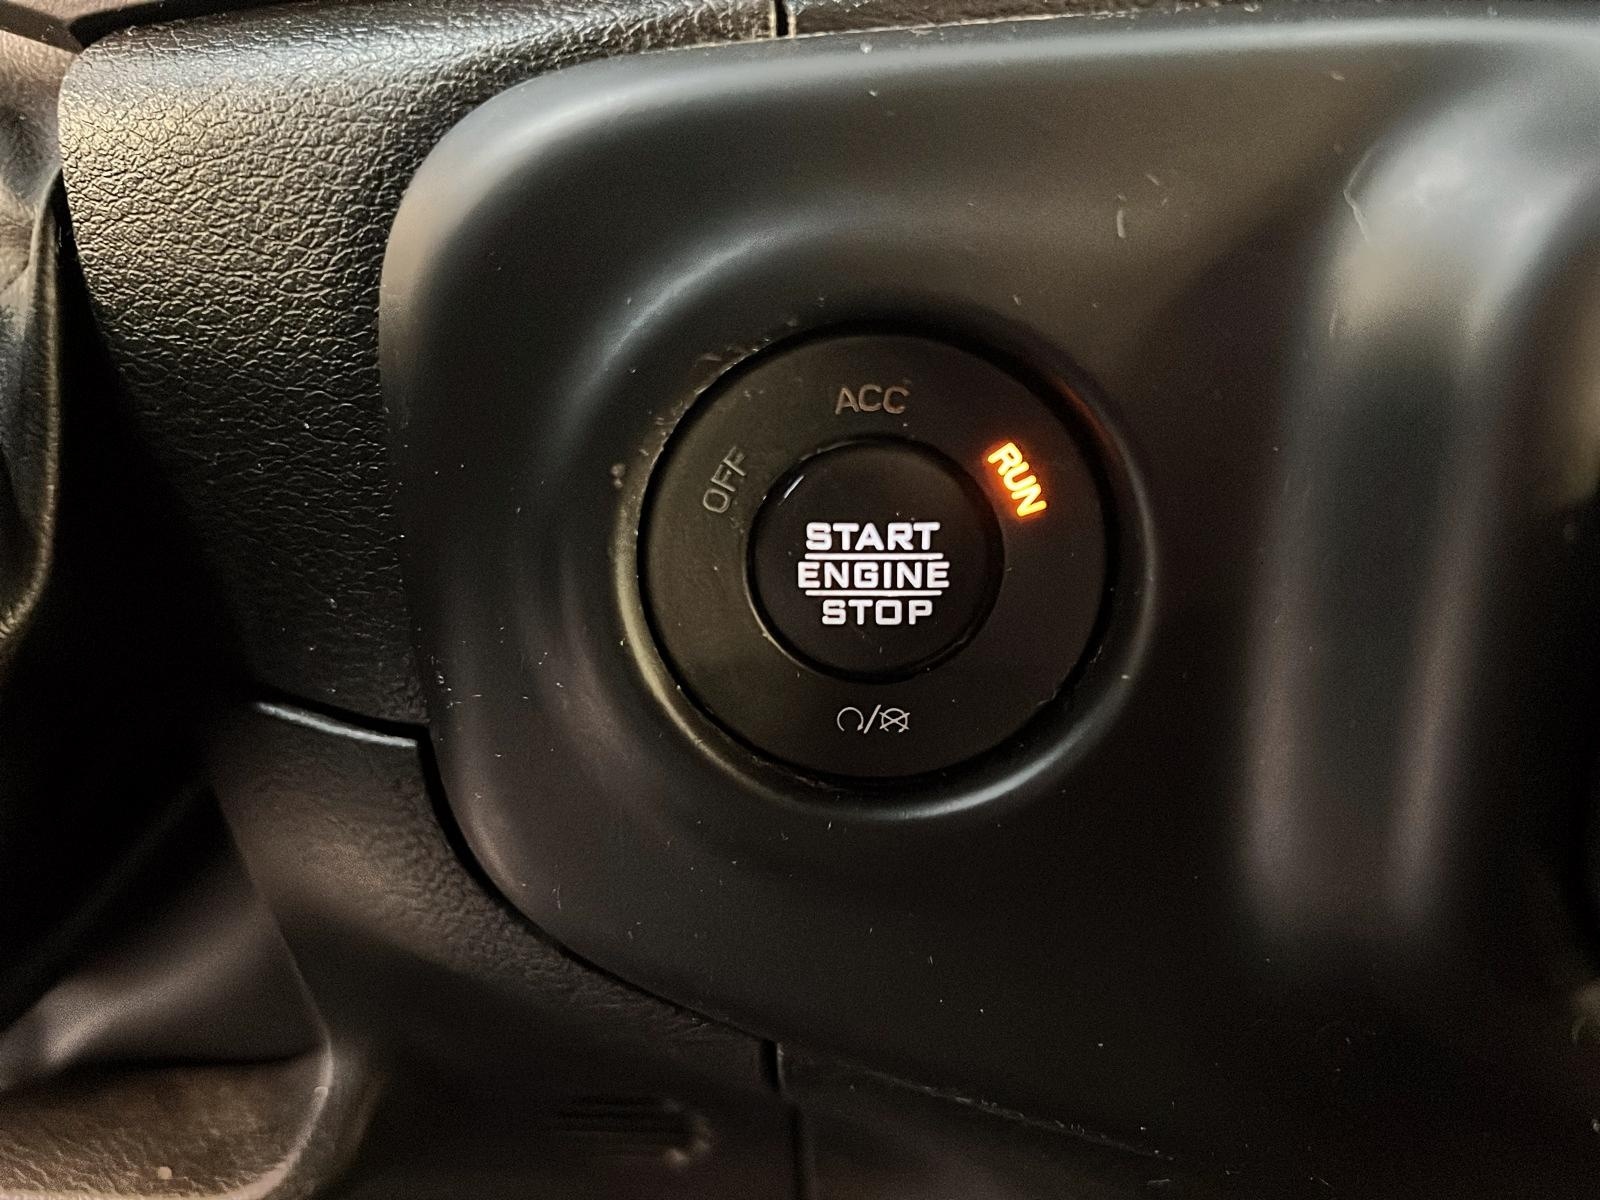 ACC
OFF
RUN
START
ENGINE
STOP